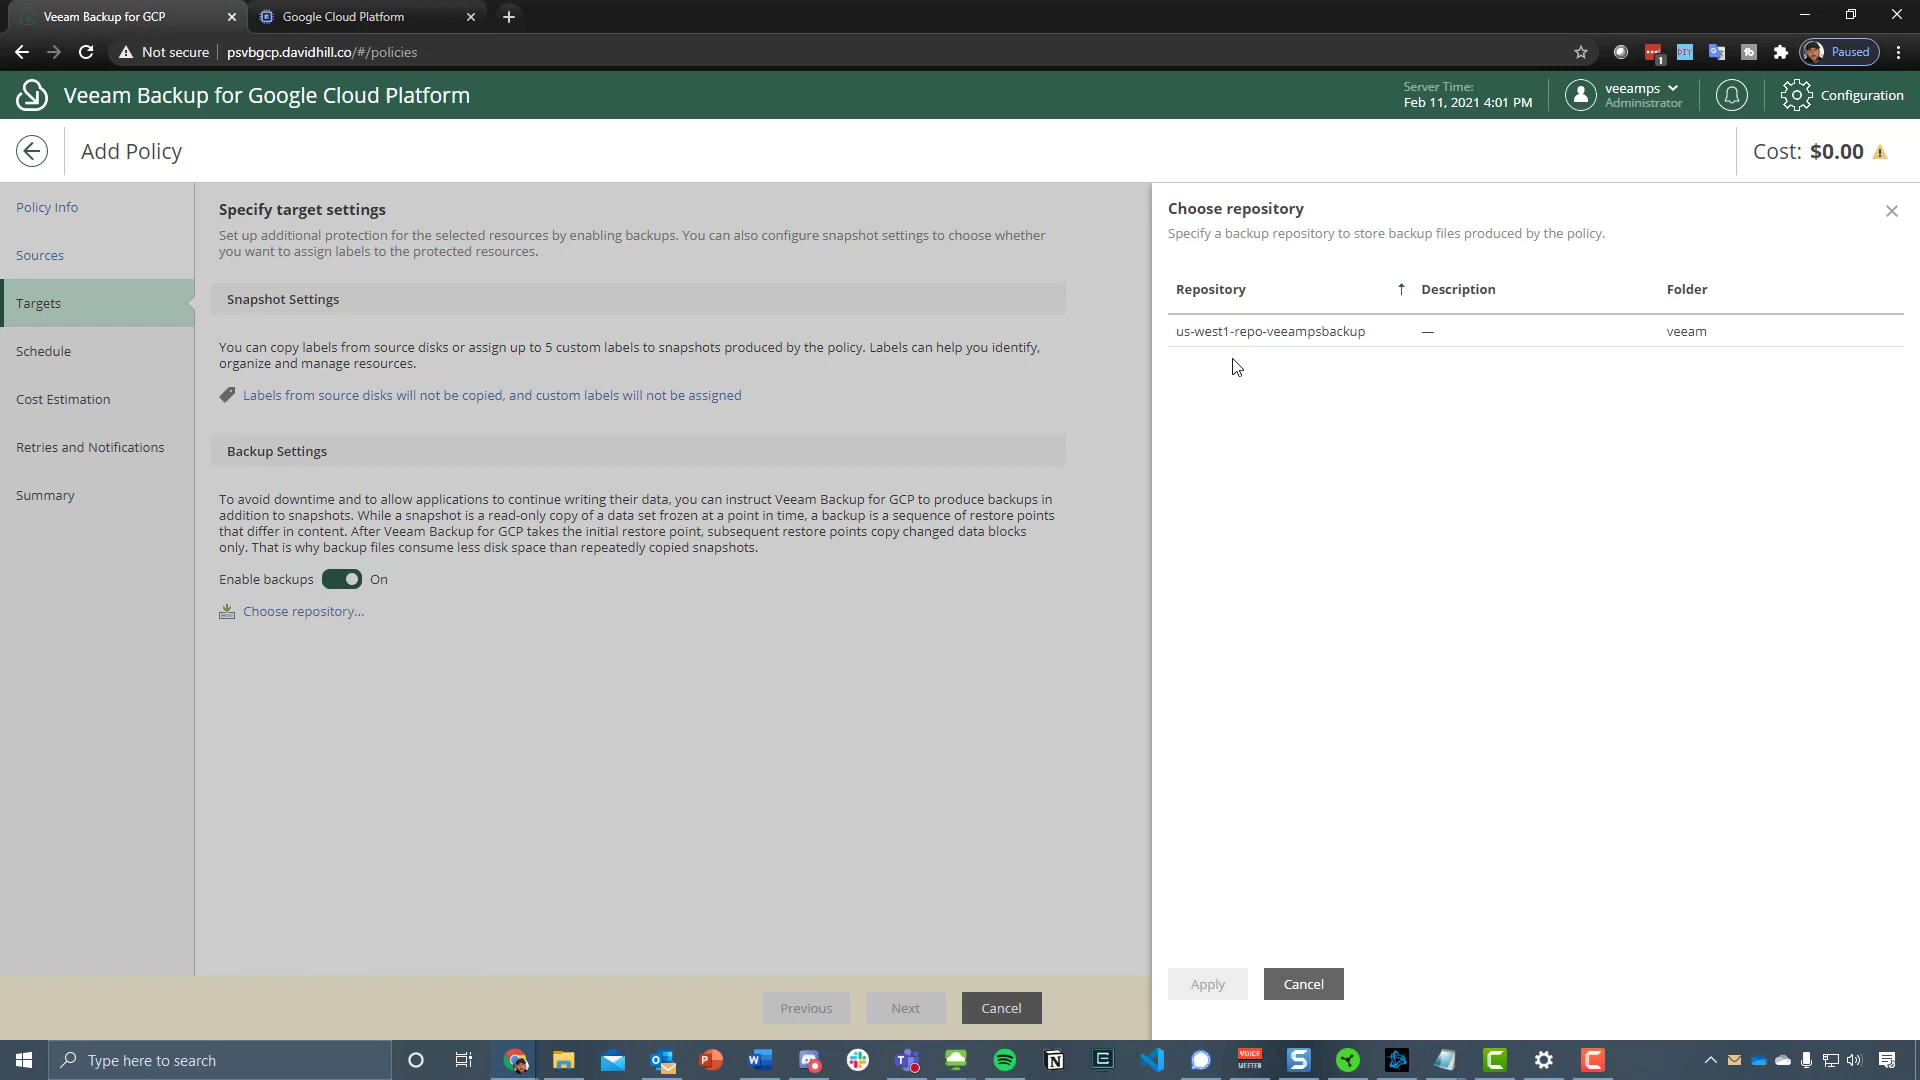 Veeam Backup for GCP
Google Cloud Platform
Not secure
psvbgcp.davidhill.co/#/policies
DIY
1
Paused
Veeam Backup for Google Cloud Platform
Server Time:
Feb 11, 2021 4:01 PM
veeamps
Administrator
Configuration
Add Policy
Cost: $0.00
Policy Info
Sources
Targets
Schedule
Cost Estimation
Retries and Notifications
Summary
Specify target settings
Set up additional protection for the selected resources by enabling backups. You can also configure snapshot settings to choose whether
you want to assign labels to the protected resources.
Snapshot Settings
You can copy labels from source disks or assign up to 5 custom labels to snapshots produced by the policy. Labels can help you identify,
organize and manage resources.
Labels from source disks will not be copied, and custom labels will not be assigned
Backup Settings
To avoid downtime and to allow applications to continue writing their data, you can instruct Veeam Backup for GCP to produce backups in
addition to snapshots. While a snapshot is a read-only copy of a data set frozen at a point in time, a backup is a sequence of restore points
that differ in content. After Veeam Backup for GCP takes the initial restore point, subsequent restore points copy changed data blocks
only. That is why backup files consume less disk space than repeatedly copied snapshots.
Enable backups On
Choose repository...
Previous
Next
Cancel
Choose repository
Specify a backup repository to store backup files produced by the policy.
Repository Description Folder
us-west1-repo-veeampsbackup — veeam
Apply
Cancel
Type here to search
VOICE
MEETER